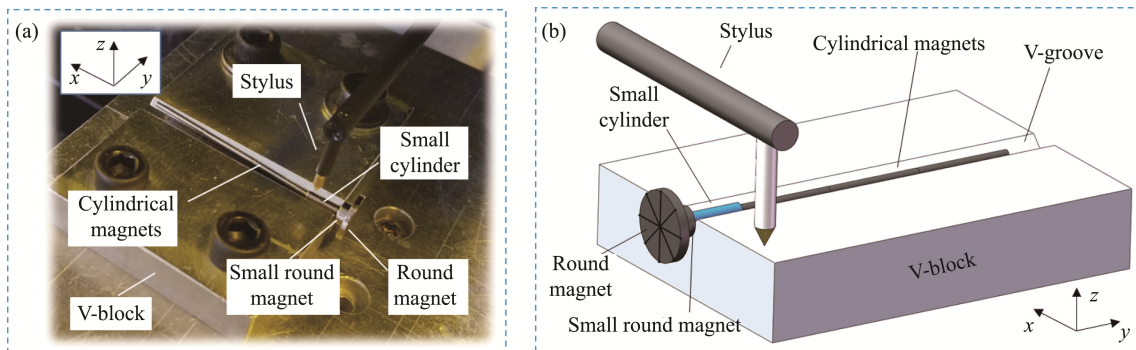 (a)
z
x
y
Stylus
Small
cylinder
Cylindrical
magnets
Small round
magnet
Round
magnet
V-block
(b)
Stylus
Cylindrical magnets
V-groove
Small
cylinder
Round
magnet
Small round magnet
V-block
z
x
y